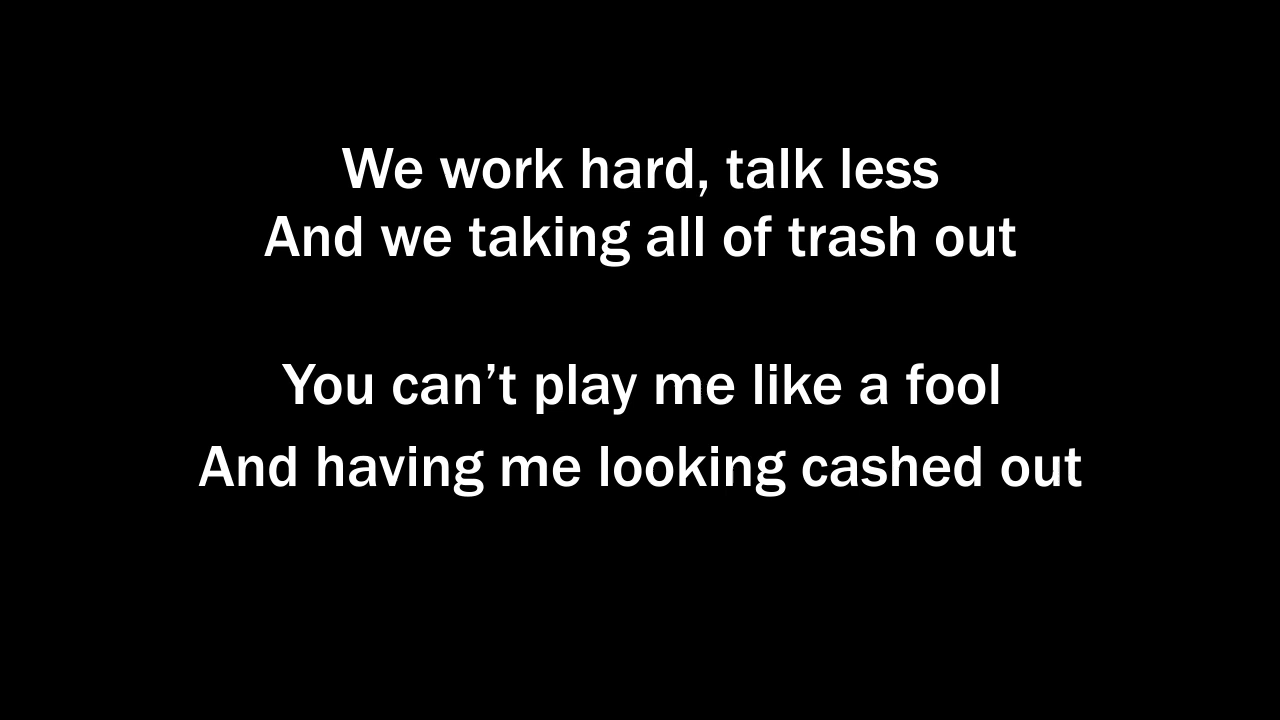 We work hard, talk less
And we taking all of trash out
You can’t play me like a fool
And having me looking cashed out